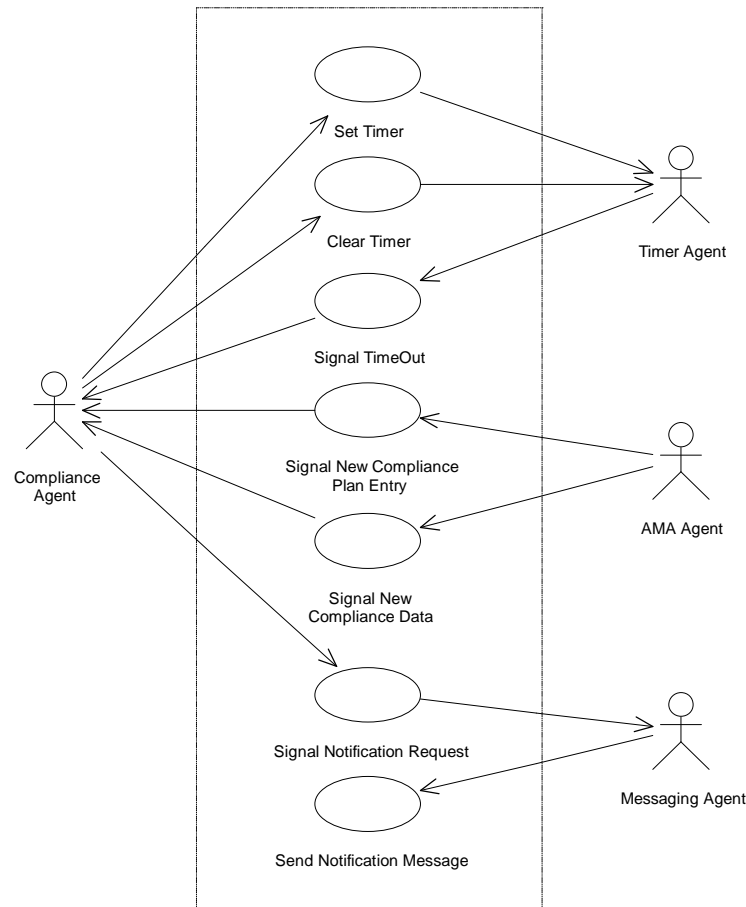 Set Timer
Clear Timer
Timer Agent
Signal TimeOut
Compliance
Agent
Signal New Compliance
Plan Entry
AMA Agent
Signal New
Compliance Data
Signal Notification Request
Messaging Agent
Send Notification Message